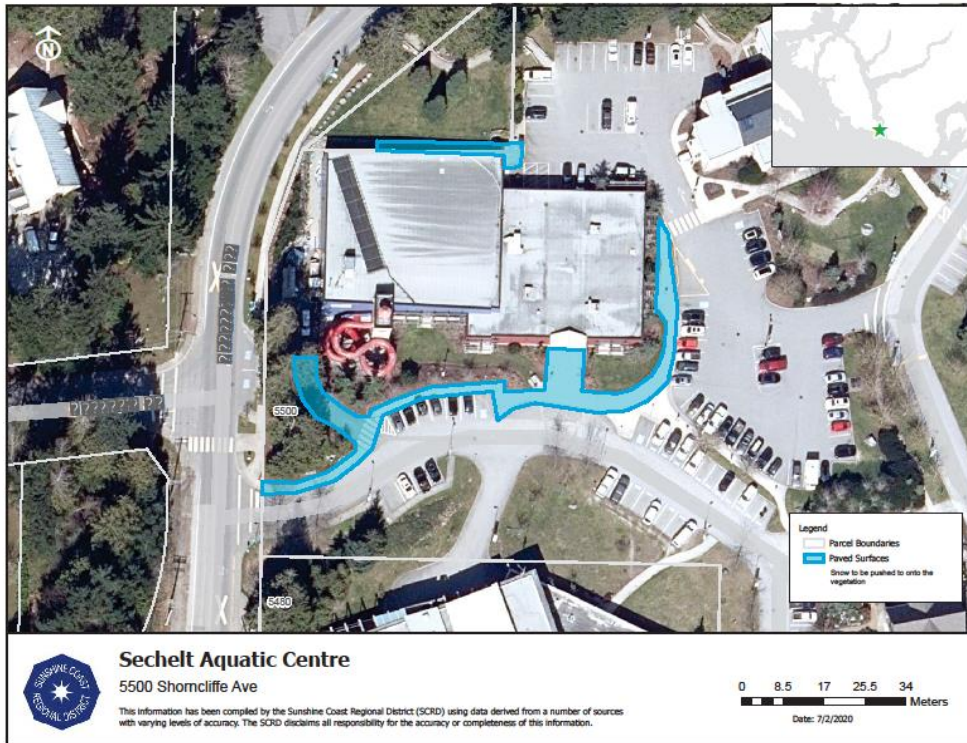 N
5500
5480
Legend
Parcel Boundaries
Paved Surfaces
Snow to be pushed to onto the
vegetation
SUNSHINE COAST
REGIONAL DISTRICT
Sechelt Aquatic Centre
5500 Shorncliffe Ave
This information has been compiled by the Sunshine Coast Regional District (SCRD) using data derived from a number of sources
with varying levels of accuracy. The SCRD disclaims all responsibility for the accuracy or completeness of this information.
0 8.5 17 25.5 34
Meters
Date: 7/2/2020